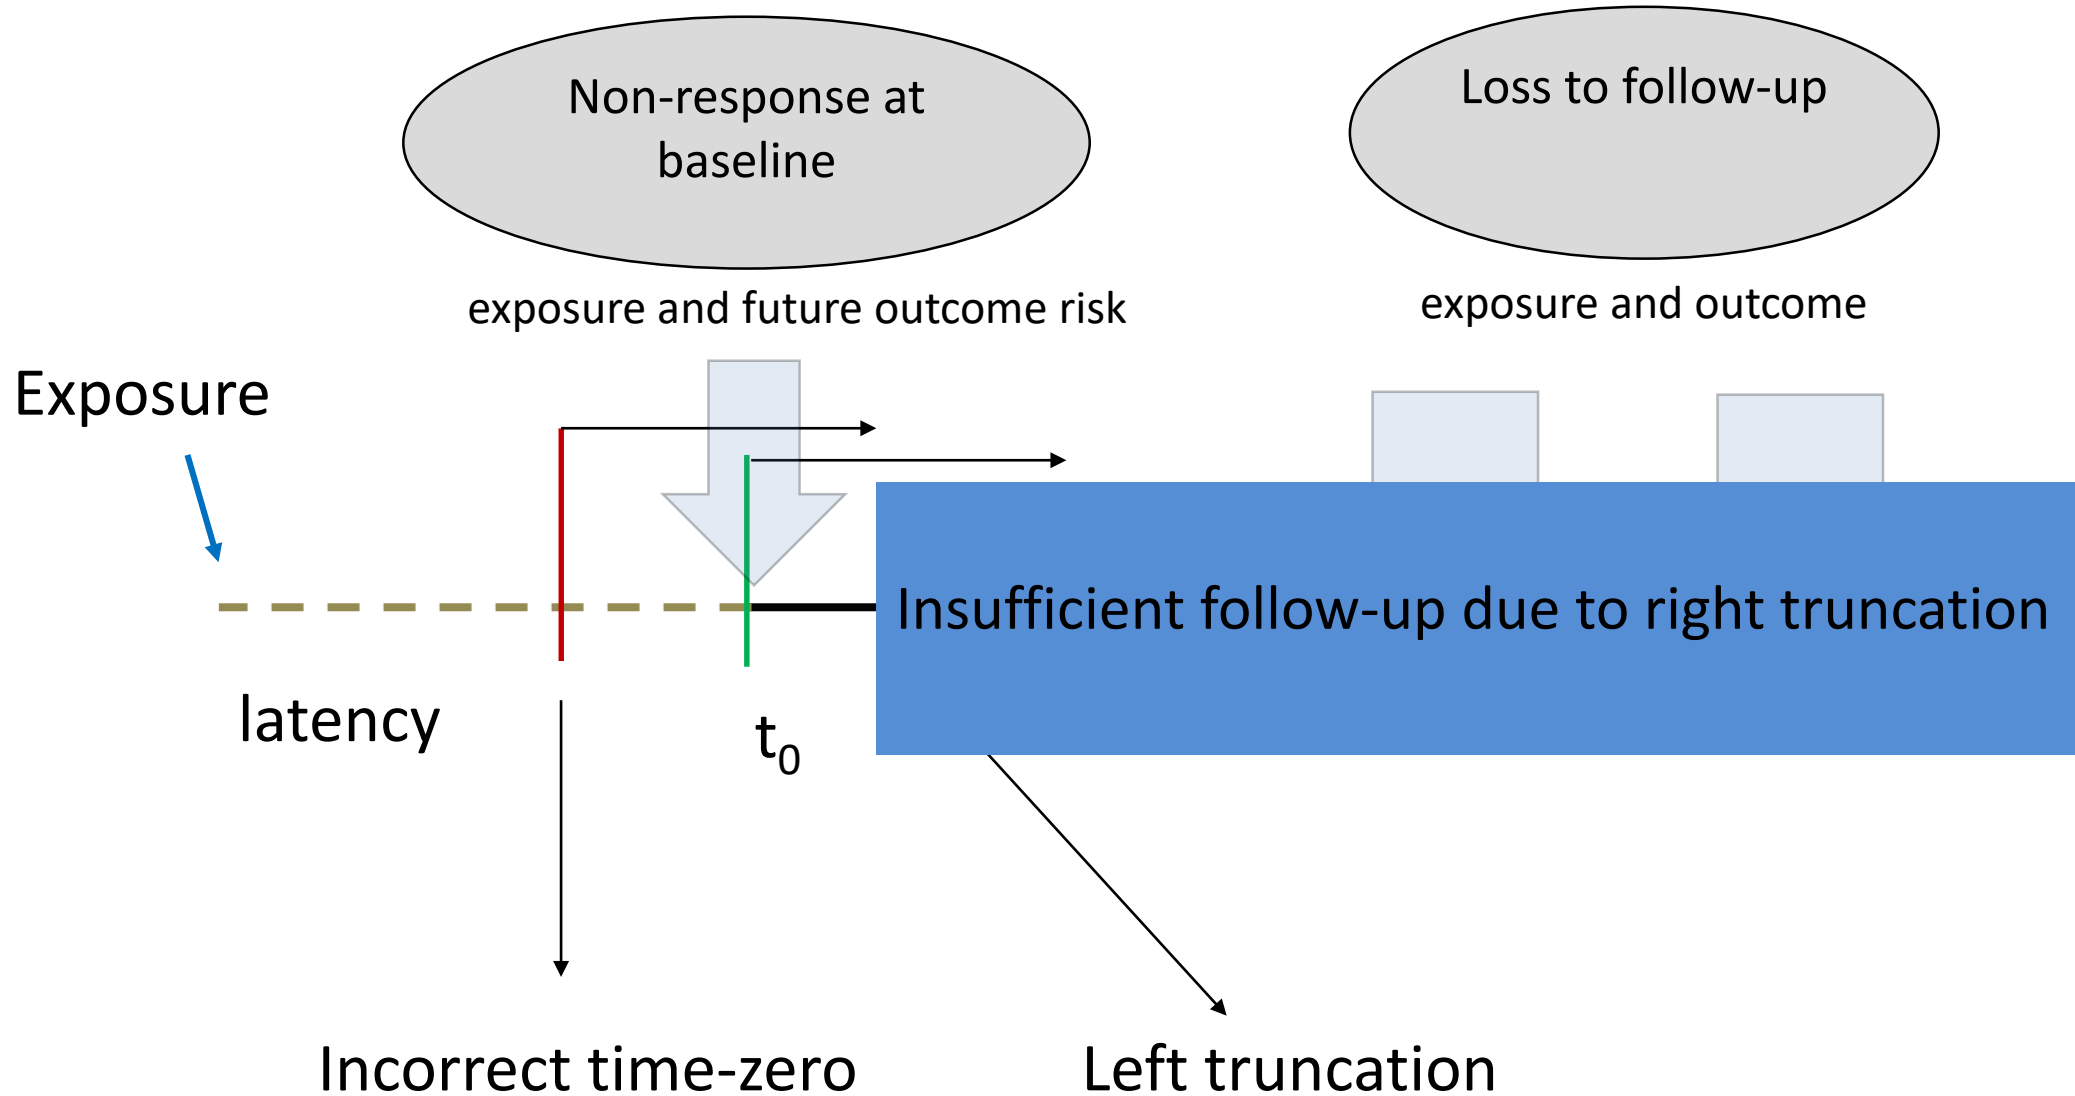 Non-response at
baseline
Loss to follow-up
exposure and future outcome risk
exposure and outcome
Exposure
Insufficient follow-up due to right truncation
latency
t₀
Incorrect time-zero
Left truncation